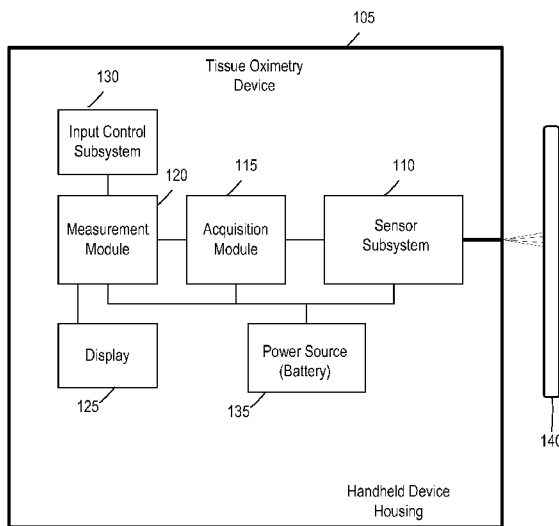 105
Tissue Oximetry
Device
130
Input Control
Subsystem
120
115
110
Measurement
Module
Acquisition
Module
Sensor
Subsystem
Display
125
Power Source
(Battery)
135
140
Handheld Device
Housing